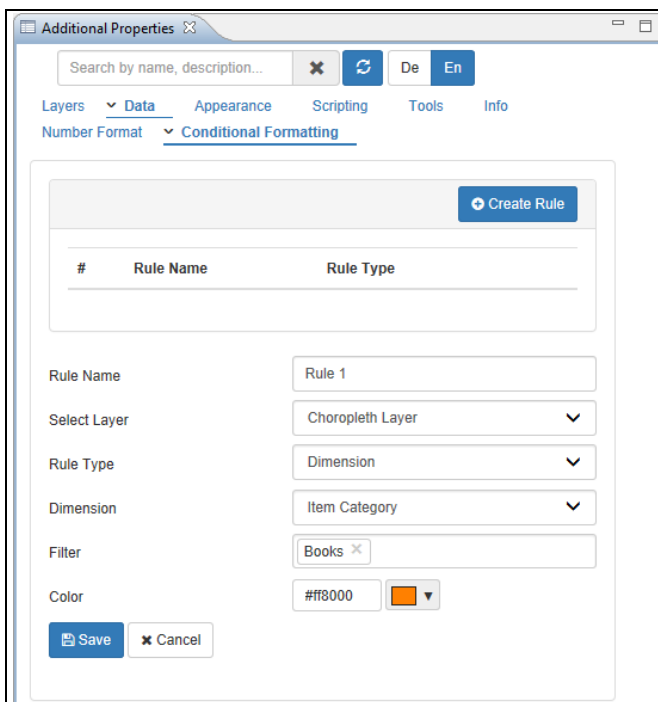 Additional Properties
Search by name, description... De En
Layers Data Appearance Scripting Tools Info
Number Format Conditional Formatting
Create Rule
# Rule Name Rule Type
Rule Name Rule 1
Select Layer Choropleth Layer
Rule Type Dimension
Dimension Item Category
Filter Books
Color #ff8000
Save Cancel